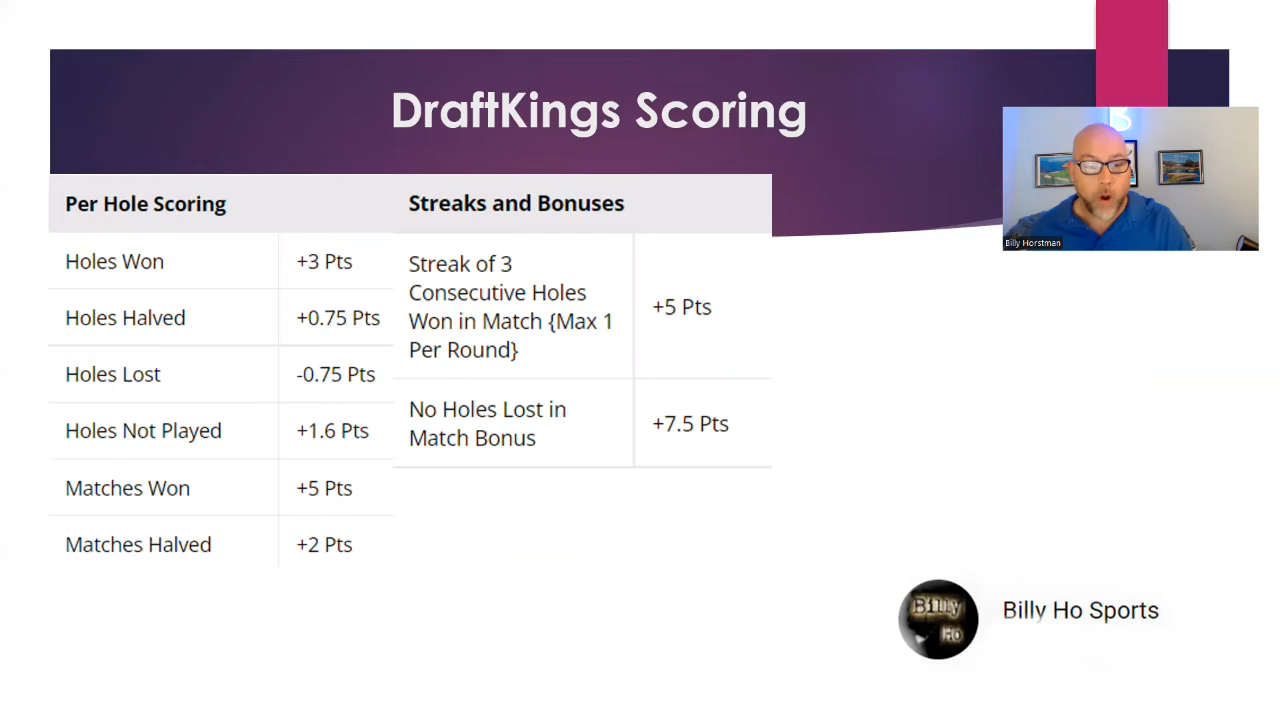 DraftKings Scoring
Per Hole Scoring
Holes Won +3 Pts
Holes Halved +0.75 Pts
Holes Lost -0.75 Pts
Holes Not Played +1.6 Pts
Matches Won +5 Pts
Matches Halved +2 Pts
Streaks and Bonuses
Streak of 3
Consecutive Holes
Won in Match {Max 1
Per Round}
+5 Pts
No Holes Lost in
Match Bonus
+7.5 Pts
Billy Horstman
Billy
Ho
Billy Ho Sports